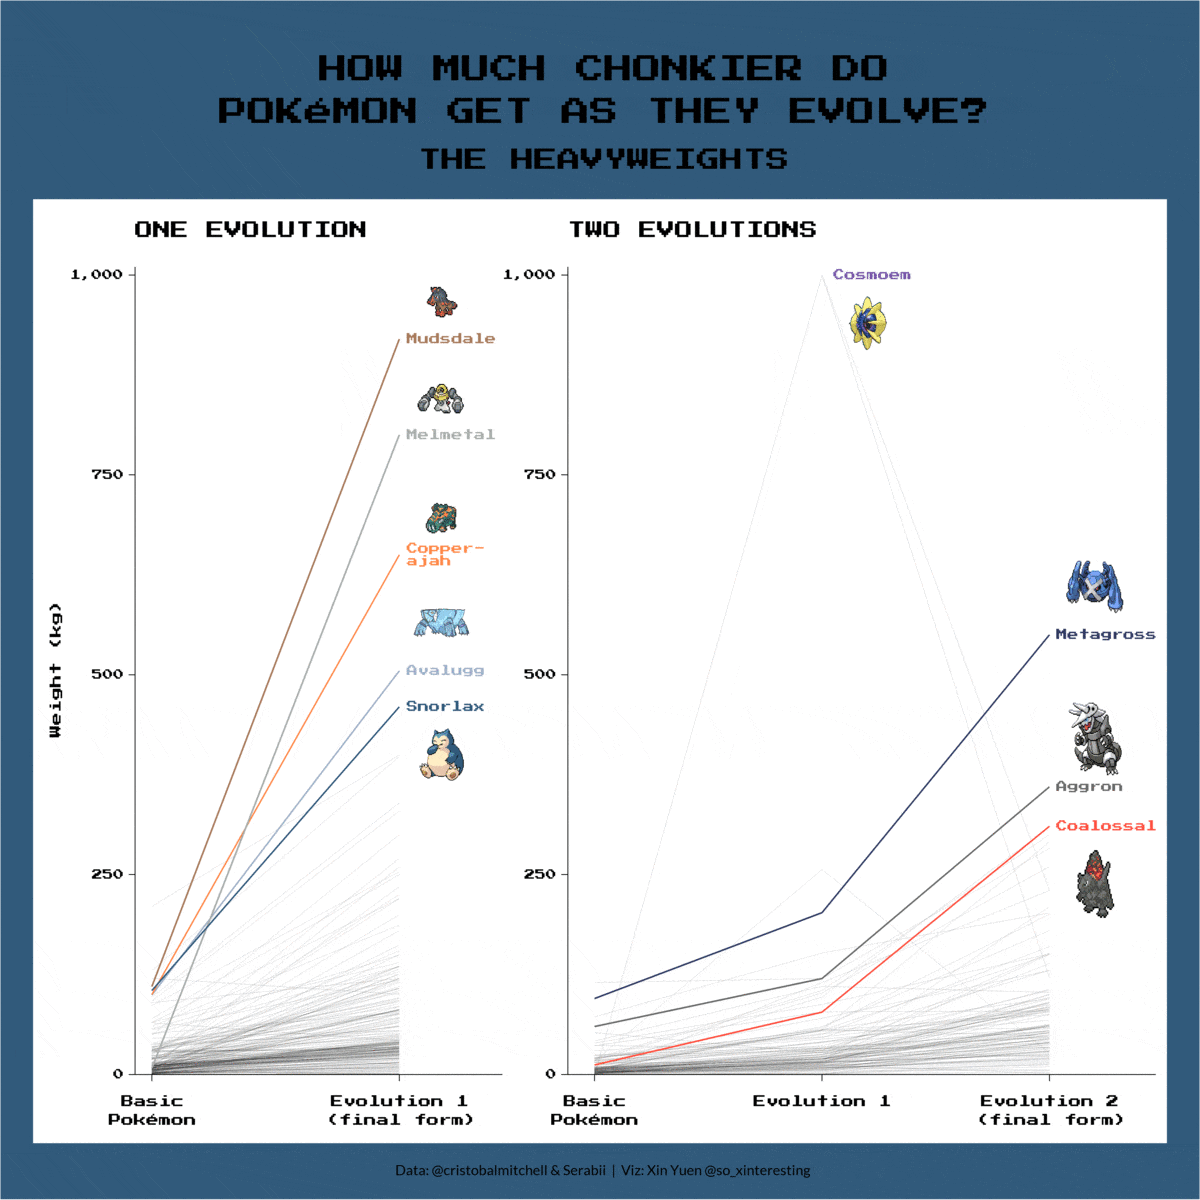 HOW MUCH CHONKIER DO
POKéMON GET AS THEY EVOLVE?
THE HEAVYWEIGHTS
ONE EVOLUTION
1,000
750
500
250
0
Weight (kg)
Mudsdale
Melmetal
Copper-
ajah
Avalugg
Snorlax
Basic
Pokémon
Evolution 1
(final form)
TWO EVOLUTIONS
1,000
750
500
250
0
Cosmoem
Metagross
Aggron
Coalossal
Basic
Pokémon
Evolution 1
Evolution 2
(final form)
Data: @cristobalmitchell & Serabii | Viz: Xin Yuen @so_xinteresting